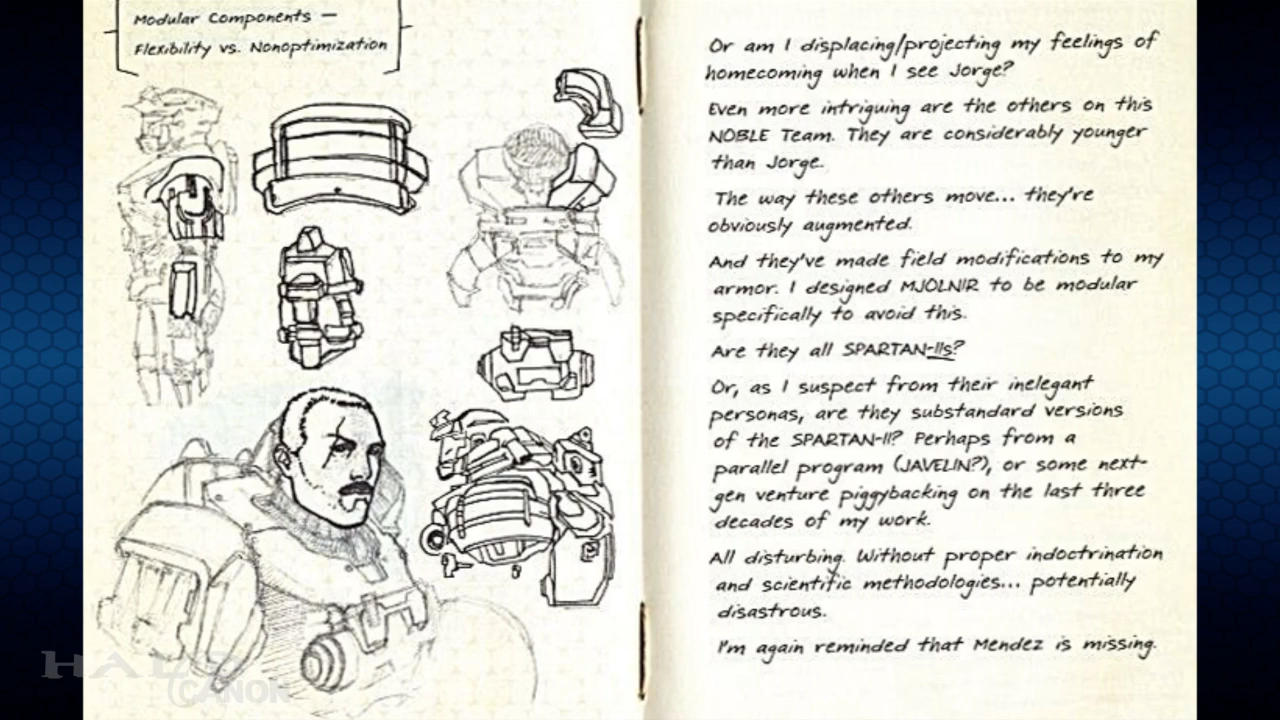 Modular Components —
Flexibility vs. Nonoptimization
Or am I displacing/projecting my feelings of
homecoming when I see Jorge?
Even more intriguing are the others on this
NOBLE Team. They are considerably younger
than Jorge.
The way these others move... they're
obviously augmented.
And they've made field modifications to my
armor. I designed MJOLNIR to be modular
specifically to avoid this.
Are they all SPARTAN-IIs?
Or, as I suspect from their inelegant
personas, are they substandard versions
of the SPARTAN-II? Perhaps from a
parallel program (JAVELIN?), or some next-
gen venture piggybacking on the last three
decades of my work.
All disturbing. Without proper indoctrination
and scientific methodologies... potentially
disastrous.
I'm again reminded that Mendez is missing.
HALO
CANON